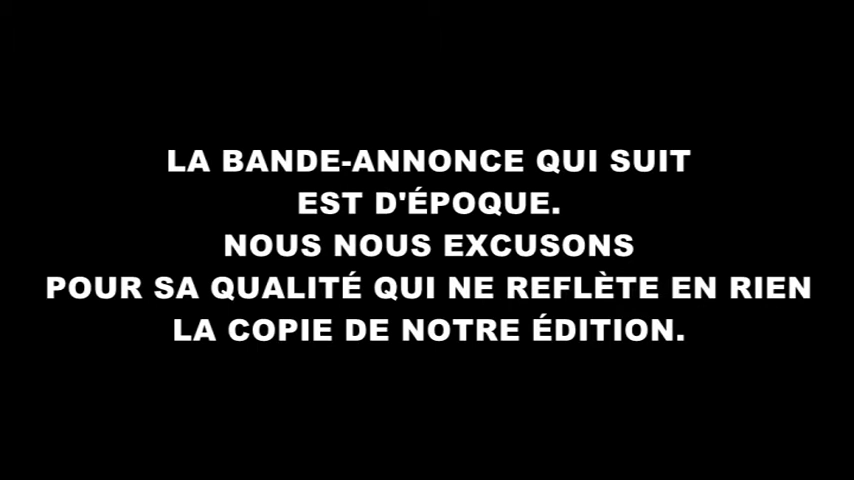 LA BANDE-ANNONCE QUI SUIT
EST D'ÉPOQUE.
NOUS NOUS EXCUSONS
POUR SA QUALITÉ QUI NE REFLÈTE EN RIEN
LA COPIE DE NOTRE ÉDITION.